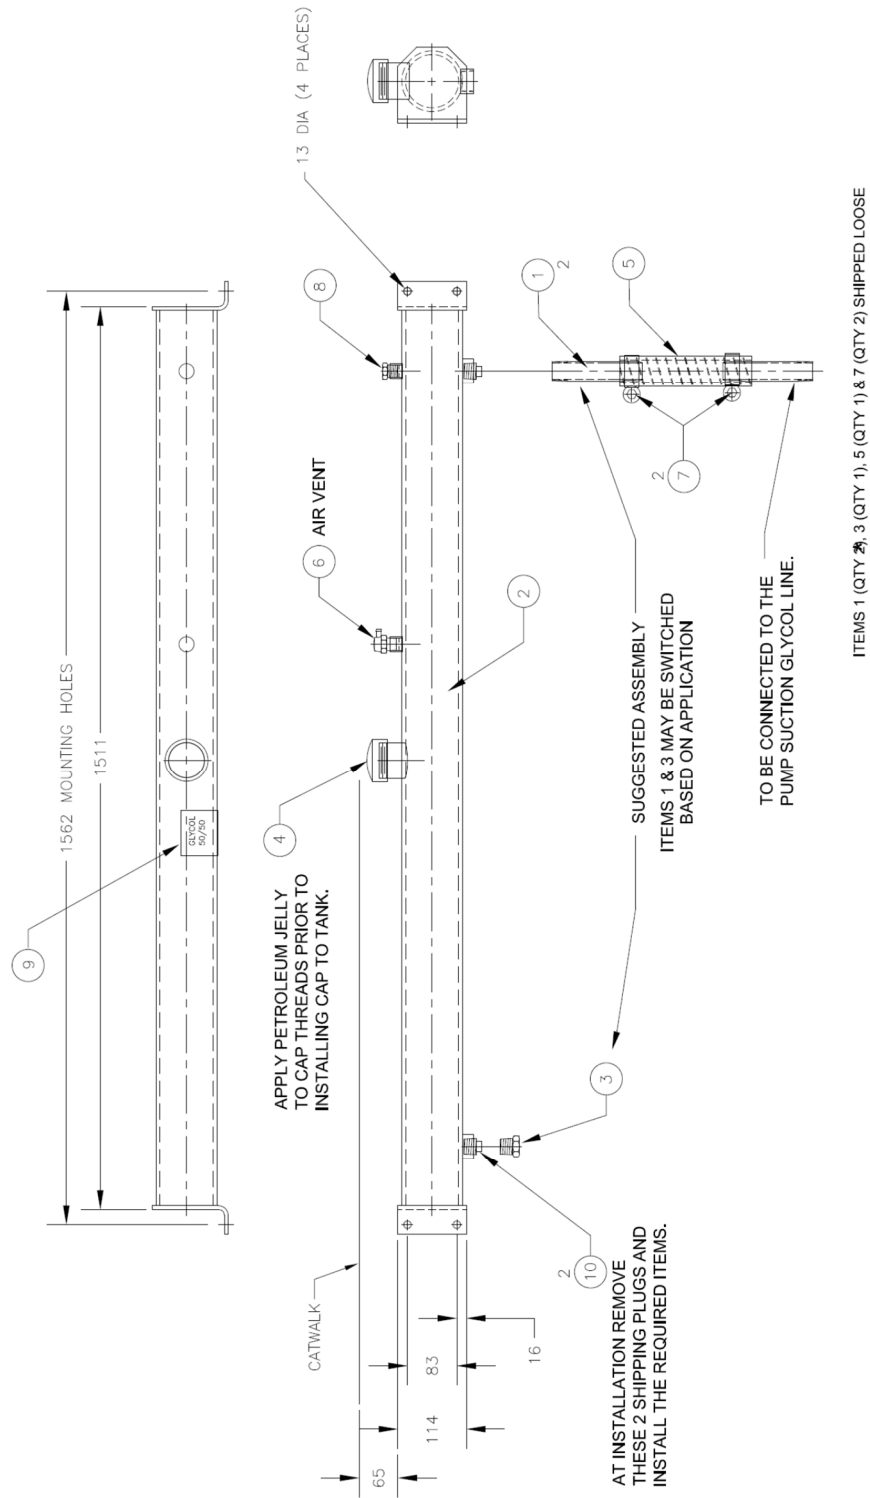 9
1562 MOUNTING HOLES
1511
GLYCOL
50/50
13 DIA (4 PLACES)
APPLY PETROLEUM JELLY
TO CAP THREADS PRIOR TO
INSTALLING CAP TO TANK.
4
6
AIR VENT
8
CATWALK
2
65
114
83
16
2
10
AT INSTALLATION REMOVE
THESE 2 SHIPPING PLUGS AND
INSTALL THE REQUIRED ITEMS.
3
SUGGESTED ASSEMBLY
ITEMS 1 & 3 MAY BE SWITCHED
BASED ON APPLICATION
1
2
5
2
7
TO BE CONNECTED TO THE
PUMP SUCTION GLYCOL LINE.
ITEMS 1 (QTY 3 (QTY 1), 5 (QTY 1) & 7 (QTY 2) SHIPPED LOOSE